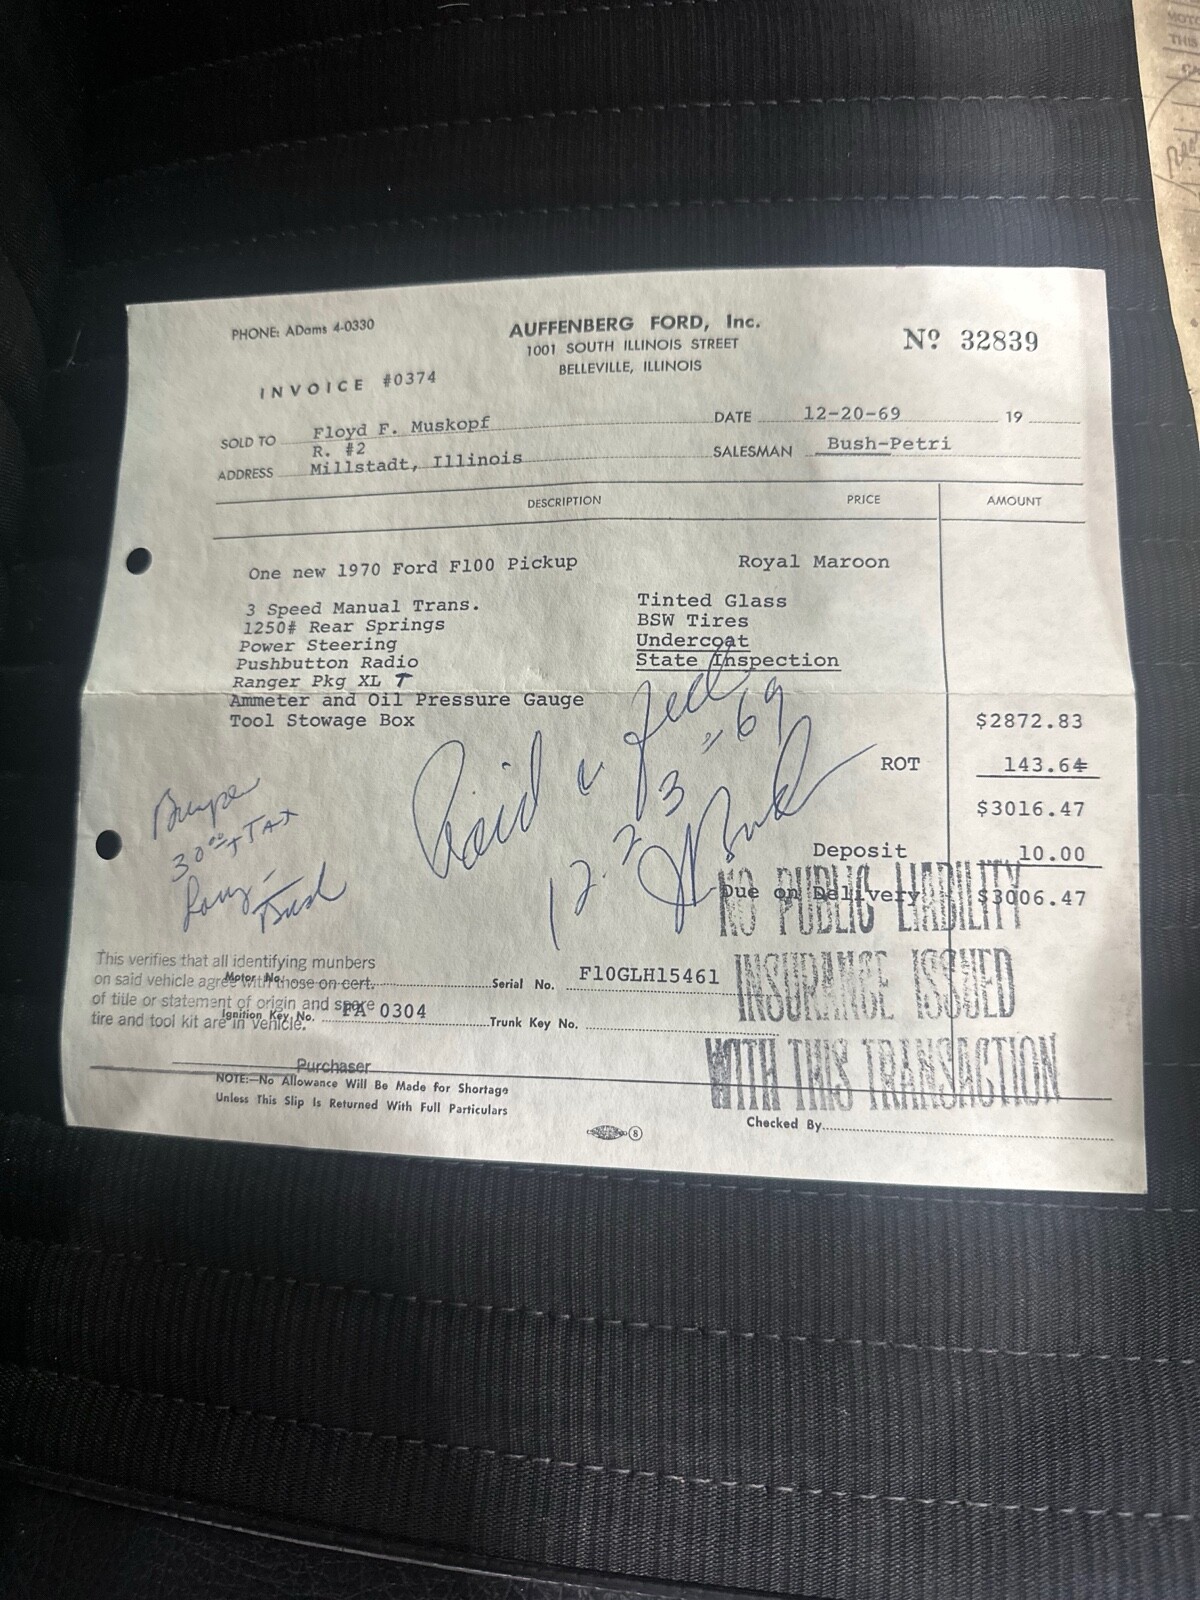 PHONE: ADams 4-0330
AUFFENBERG FORD, Inc.
1001 SOUTH ILLINOIS STREET
BELLEVILLE, ILLINOIS
Nº 32839
INVOICE #0374
SOLD TO Floyd F. Muskopf
DATE 12-20-69 19
R. #2
ADDRESS Millstadt, Illinois
SALESMAN Bush-Petri
DESCRIPTION PRICE AMOUNT
One new 1970 Ford F100 Pickup Royal Maroon
3 Speed Manual Trans. Tinted Glass
1250# Rear Springs BSW Tires
Power Steering Undercoat
Pushbutton Radio State Inspection
Ranger Pkg XL T
Ammeter and Oil Pressure Gauge
Tool Stowage Box $2872.83
ROT 143.64
$3016.47
Deposit 10.00
Due on Delivery $3006.47
Paid in full
12-23-69
Bumper
30.00 + TAX
NO PUBLIC LIABILITY
INSURANCE ISSUED
WITH THIS TRANSACTION
This verifies that all identifying munbers
on said vehicle agree with those on cert.
of title or statement of origin and spare
tire and tool kit are in vehicle.
Motor No.
Serial No. F10GLH15461
Ignition Key No. FA 0304
Trunk Key No.
Purchaser
NOTE:—No Allowance Will Be Made for Shortage
Unless This Slip Is Returned With Full Particulars
8
Checked By